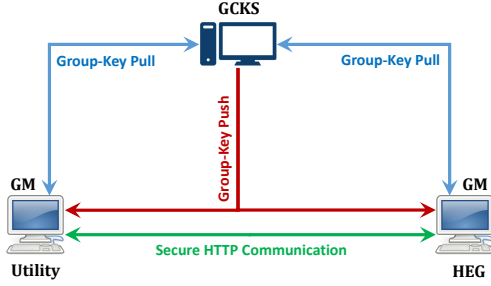 GCKS
Group-Key Pull
Group-Key Pull
Group-Key Push
GM
GM
Secure HTTP Communication
Utility
HEG